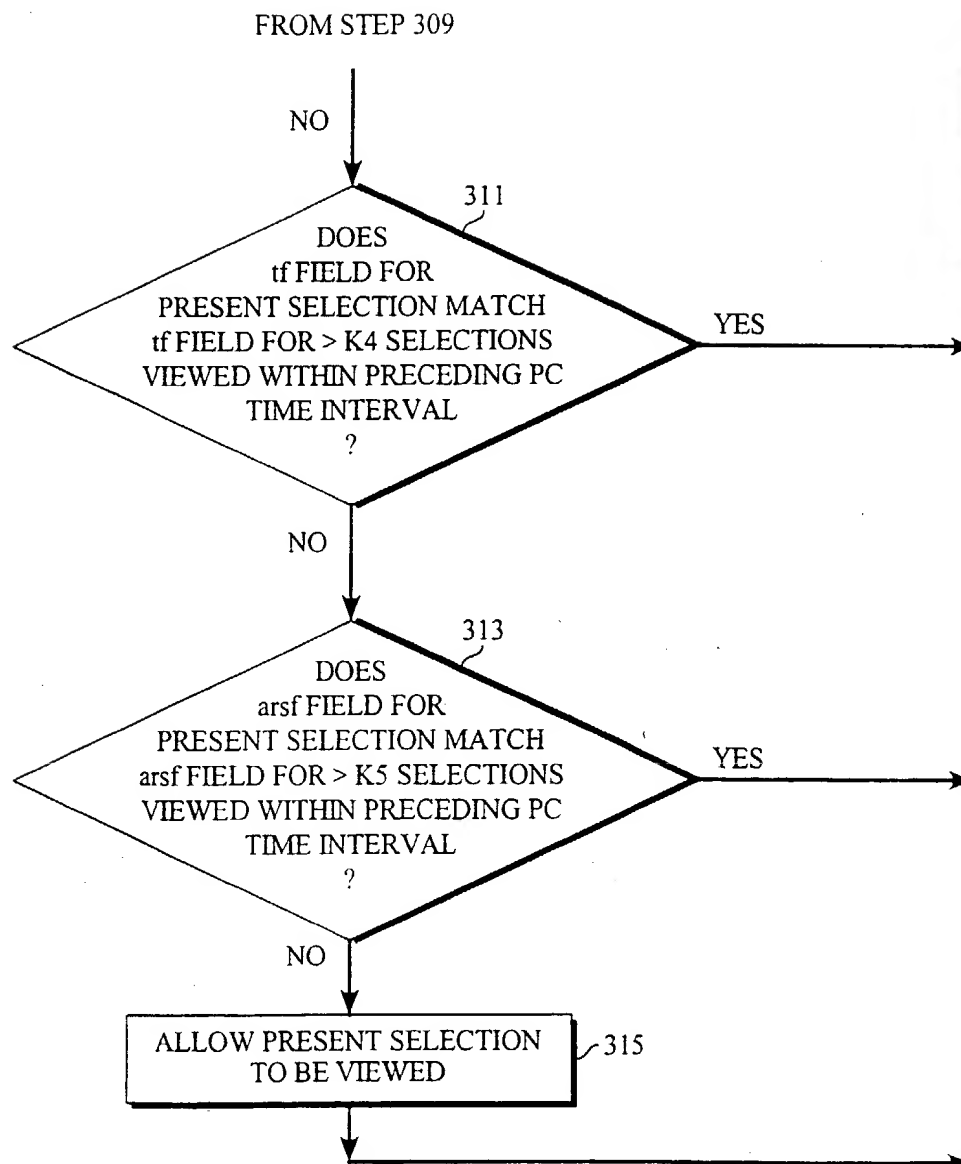 FROM STEP 309
NO
311
DOES
tf FIELD FOR
PRESENT SELECTION MATCH
tf FIELD FOR > K4 SELECTIONS
VIEWED WITHIN PRECEDING PC
TIME INTERVAL
?
YES
NO
313
DOES
arsf FIELD FOR
PRESENT SELECTION MATCH
arsf FIELD FOR > K5 SELECTIONS
VIEWED WITHIN PRECEDING PC
TIME INTERVAL
?
YES
NO
ALLOW PRESENT SELECTION
TO BE VIEWED
315